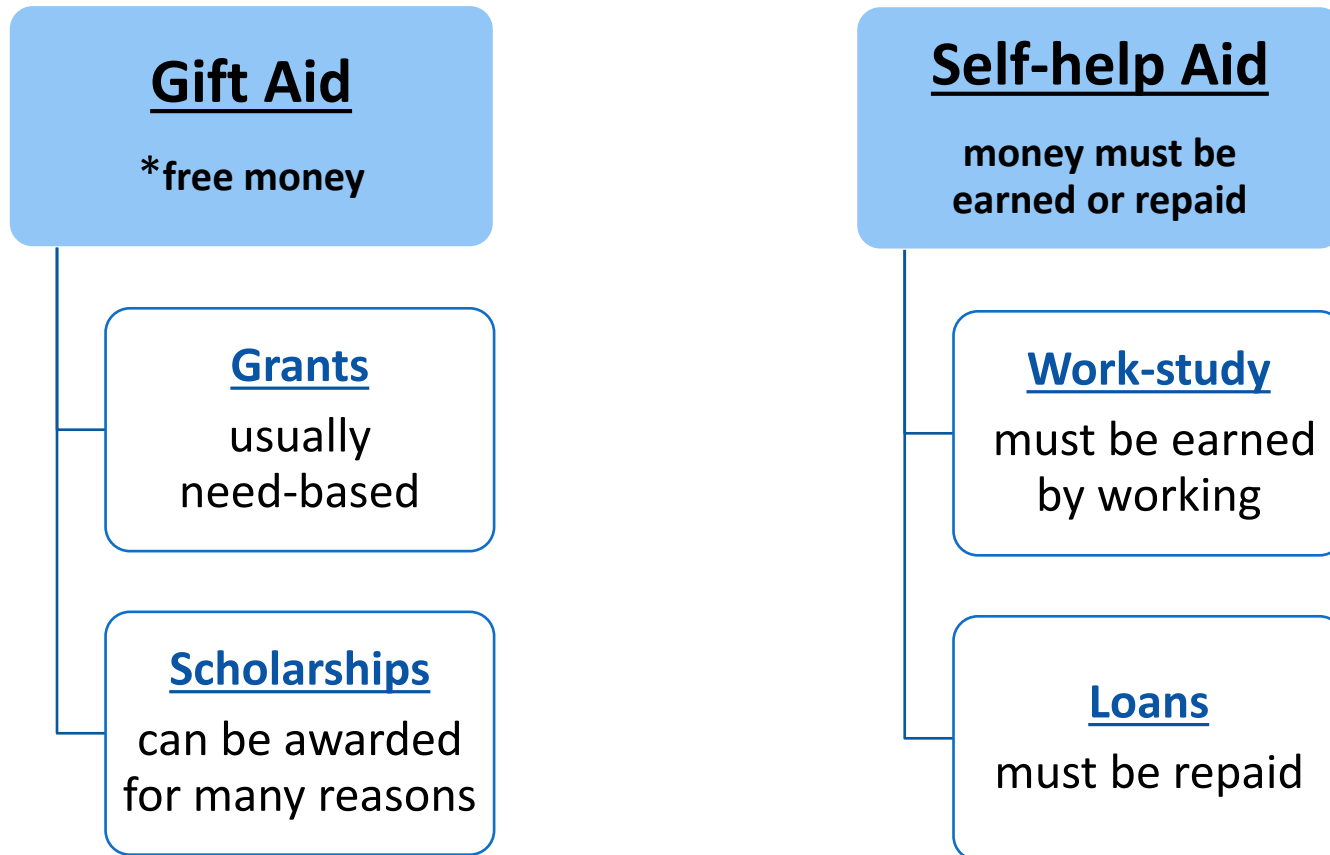 Gift Aid
*free money
Grants
usually
need-based
Scholarships
can be awarded
for many reasons
Self-help Aid
money must be
earned or repaid
Work-study
must be earned
by working
Loans
must be repaid